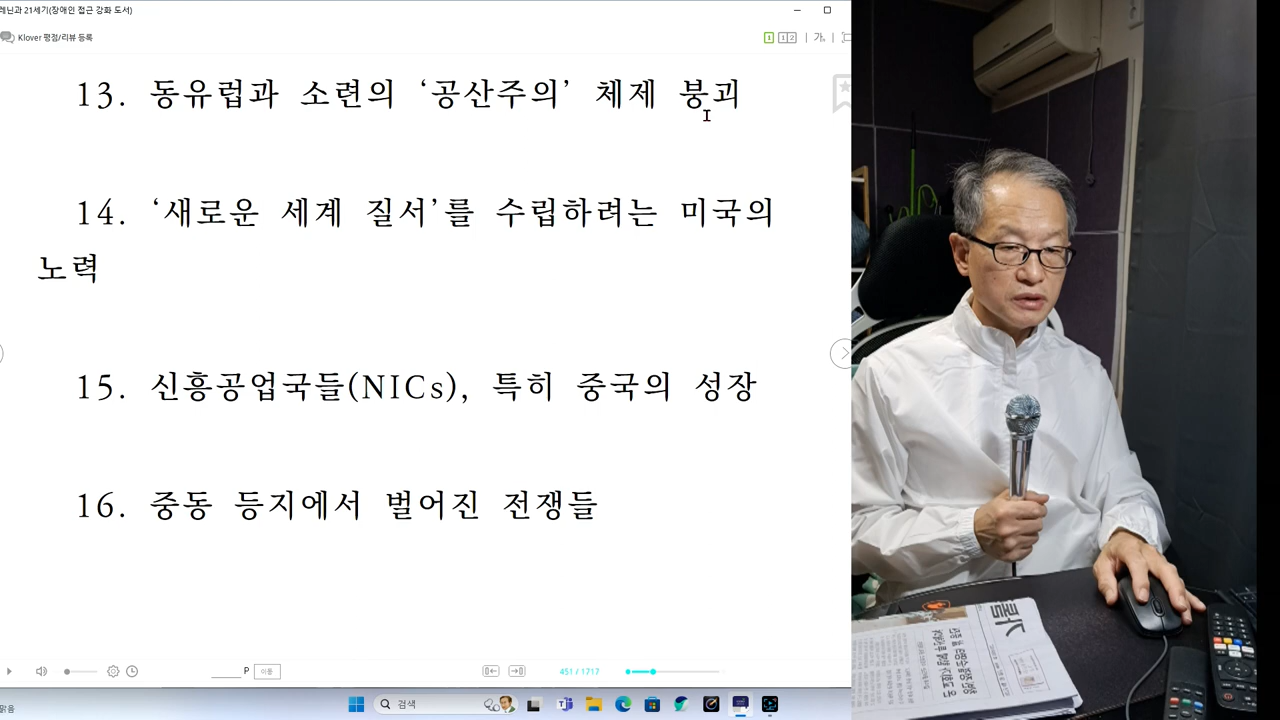 레닌과 21세기(장애인 접근 강화 도서)
Klover 평점/리뷰 등록
13. 동유럽과 소련의 ‘공산주의’ 체제 붕괴
14. ‘새로운 세계 질서’를 수립하려는 미국의
노력
15. 신흥공업국들(NICs), 특히 중국의 성장
16. 중동 등지에서 벌어진 전쟁들
P 이동
451 / 1717
맑음
검색